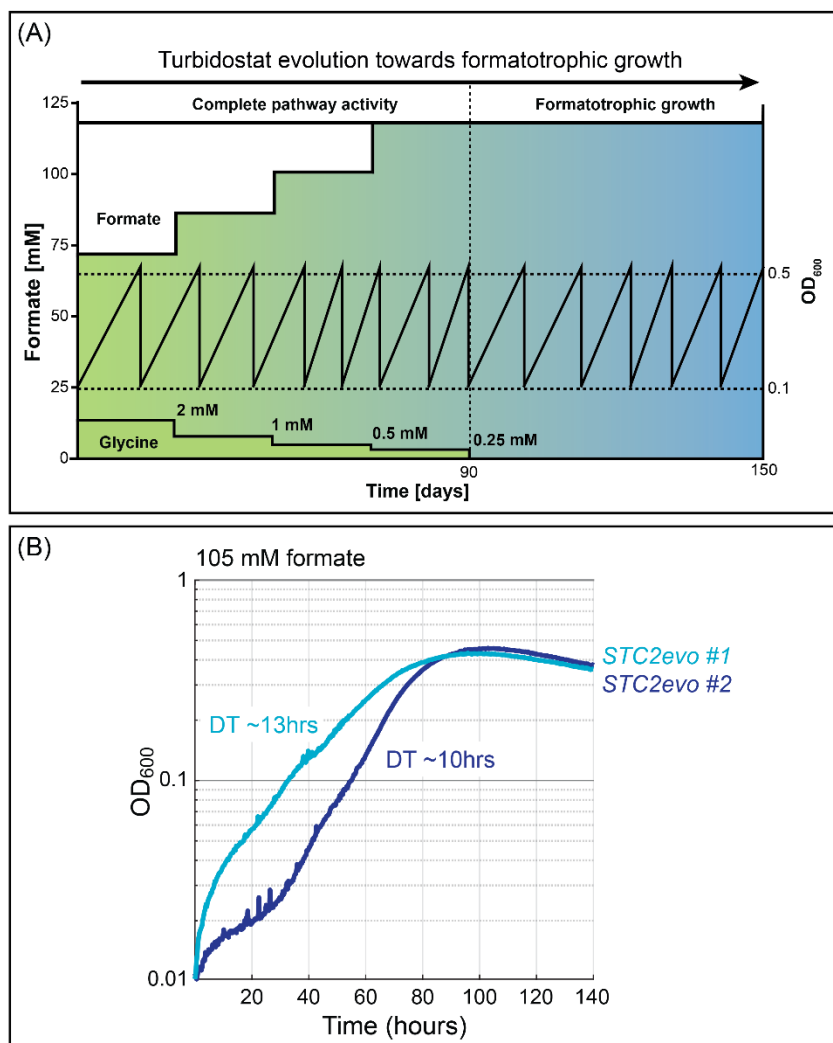 (A)
Turbidostat evolution towards formatotrophic growth
Complete pathway activity
Formatotrophic growth
125
100
75
50
25
0
Formate [mM]
Formate
0.5
OD600
0.1
2 mM
1 mM
0.5 mM
0.25 mM
Glycine
90
150
Time [days]
(B)
105 mM formate
1
0.1
0.01
OD600
DT ~13hrs
DT ~10hrs
STC2evo #1
STC2evo #2
20 40 60 80 100 120 140
Time (hours)